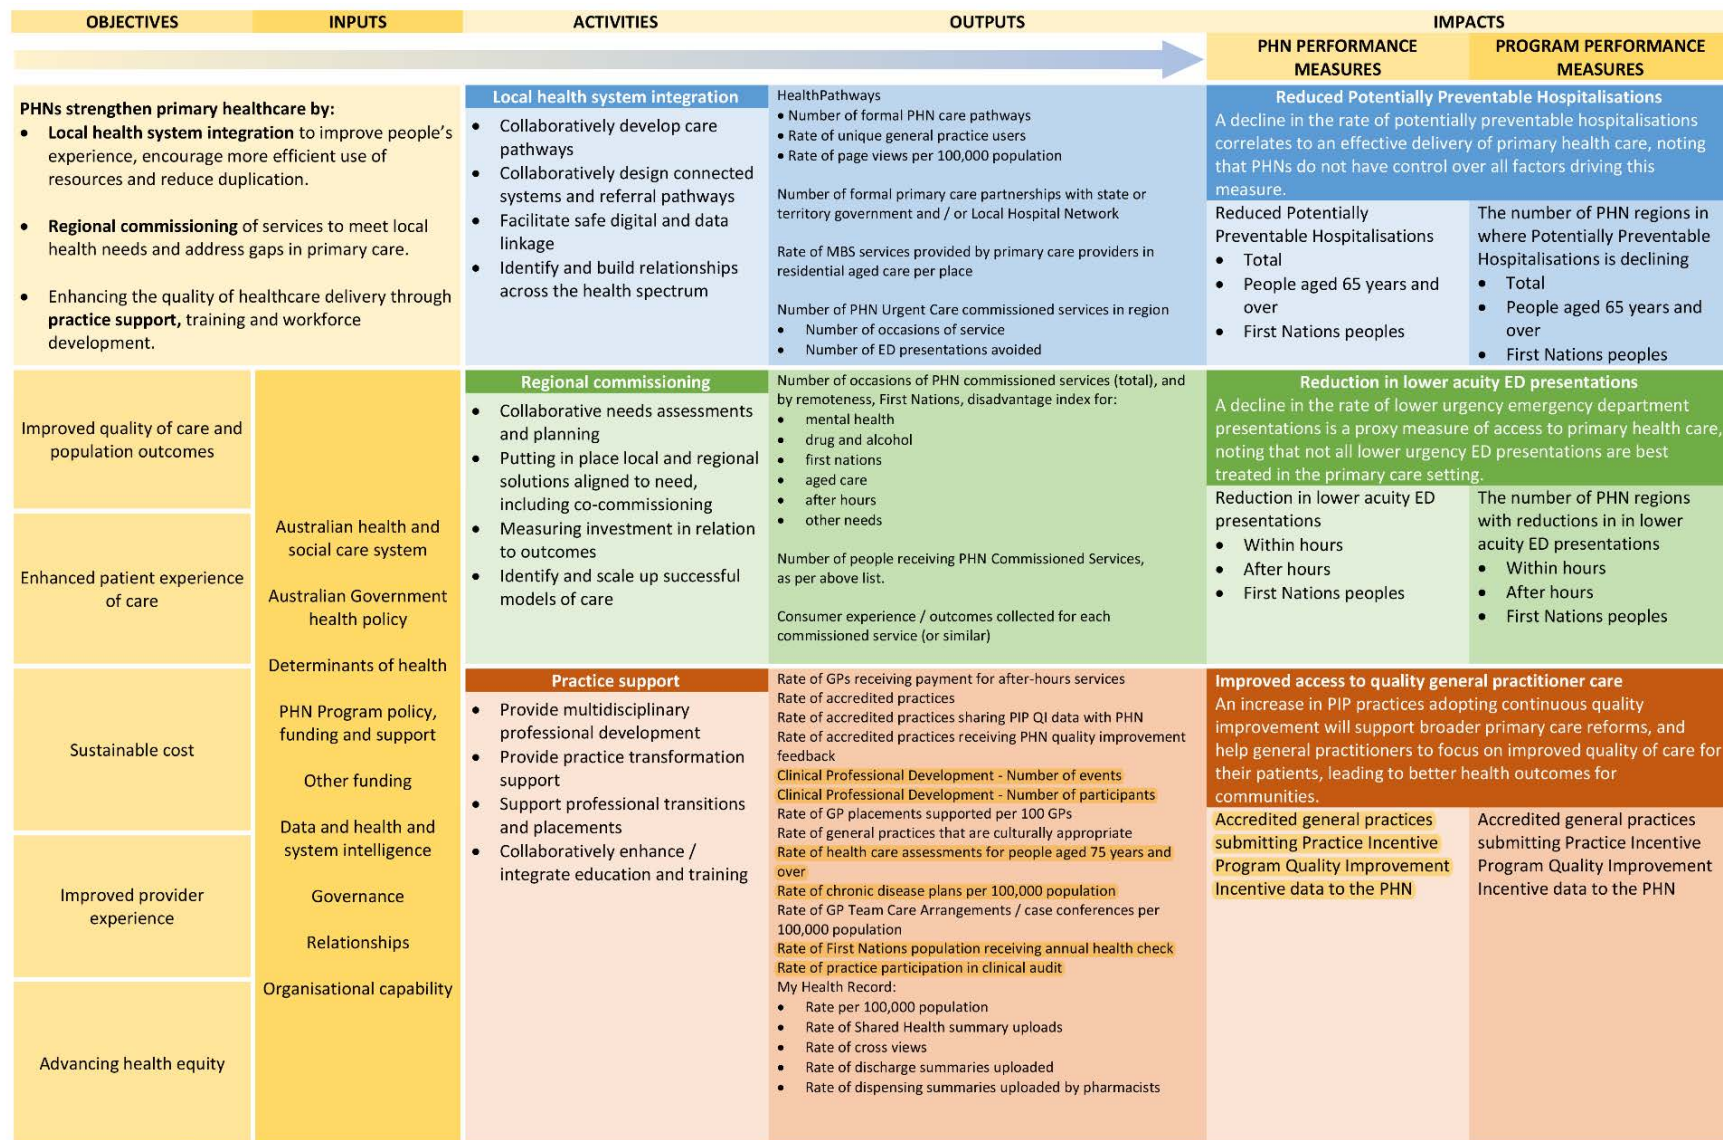 OBJECTIVES
INPUTS
ACTIVITIES
OUTPUTS
IMPACTS
PHN PERFORMANCE
MEASURES
PROGRAM PERFORMANCE
MEASURES
PHNs strengthen primary healthcare by:
• Local health system integration to improve people's
experience, encourage more efficient use of
resources and reduce duplication.
• Regional commissioning of services to meet local
health needs and address gaps in primary care.
• Enhancing the quality of healthcare delivery through
practice support, training and workforce
development.
Improved quality of care and
population outcomes
Enhanced patient experience
of care
Sustainable cost
Improved provider
experience
Advancing health equity
Australian health and
social care system
Australian Government
health policy
Determinants of health
PHN Program policy,
funding and support
Other funding
Data and health and
system intelligence
Governance
Relationships
Organisational capability
Local health system integration
• Collaboratively develop care
pathways
• Collaboratively design connected
systems and referral pathways
• Facilitate safe digital and data
linkage
• Identify and build relationships
across the health spectrum
HealthPathways
• Number of formal PHN care pathways
• Rate of unique general practice users
• Rate of page views per 100,000 population
Number of formal primary care partnerships with state or
territory government and / or Local Hospital Network
Rate of MBS services provided by primary care providers in
residential aged care per place
Number of PHN Urgent Care commissioned services in region
• Number of occasions of service
• Number of ED presentations avoided
Reduced Potentially Preventable Hospitalisations
A decline in the rate of potentially preventable hospitalisations
correlates to an effective delivery of primary health care, noting
that PHNs do not have control over all factors driving this
measure.
Reduced Potentially
Preventable Hospitalisations
• Total
• People aged 65 years and
over
• First Nations peoples
The number of PHN regions in
where Potentially Preventable
Hospitalisations is declining
• Total
• People aged 65 years and
over
• First Nations peoples
Regional commissioning
• Collaborative needs assessments
and planning
• Putting in place local and regional
solutions aligned to need,
including co-commissioning
• Measuring investment in relation
to outcomes
• Identify and scale up successful
models of care
Number of occasions of PHN commissioned services (total), and
by remoteness, First Nations, disadvantage index for:
• mental health
• drug and alcohol
• first nations
• aged care
• after hours
• other needs
Number of people receiving PHN Commissioned Services,
as per above list.
Consumer experience / outcomes collected for each
commissioned service (or similar)
Reduction in lower acuity ED presentations
A decline in the rate of lower urgency emergency department
presentations is a proxy measure of access to primary health care,
noting that not all lower urgency ED presentations are best
treated in the primary care setting.
Reduction in lower acuity ED
presentations
• Within hours
• After hours
• First Nations peoples
The number of PHN regions
with reductions in in lower
acuity ED presentations
• Within hours
• After hours
• First Nations peoples
Practice support
• Provide multidisciplinary
professional development
• Provide practice transformation
support
• Support professional transitions
and placements
• Collaboratively enhance /
integrate education and training
Rate of GPs receiving payment for after-hours services
Rate of accredited practices
Rate of accredited practices sharing PIP QI data with PHN
Rate of accredited practices receiving PHN quality improvement
feedback
Clinical Professional Development - Number of events
Clinical Professional Development - Number of participants
Rate of GP placements supported per 100 GPs
Rate of general practices that are culturally appropriate
Rate of health care assessments for people aged 75 years and
over
Rate of chronic disease plans per 100,000 population
Rate of GP Team Care Arrangements / case conferences per
100,000 population
Rate of First Nations population receiving annual health check
Rate of practice participation in clinical audit
My Health Record:
• Rate per 100,000 population
• Rate of Shared Health summary uploads
• Rate of cross views
• Rate of discharge summaries uploaded
• Rate of dispensing summaries uploaded by pharmacists
Improved access to quality general practitioner care
An increase in PIP practices adopting continuous quality
improvement will support broader primary care reforms, and
help general practitioners to focus on improved quality of care for
their patients, leading to better health outcomes for
communities.
Accredited general practices
submitting Practice Incentive
Program Quality Improvement
Incentive data to the PHN
Accredited general practices
submitting Practice Incentive
Program Quality Improvement
Incentive data to the PHN